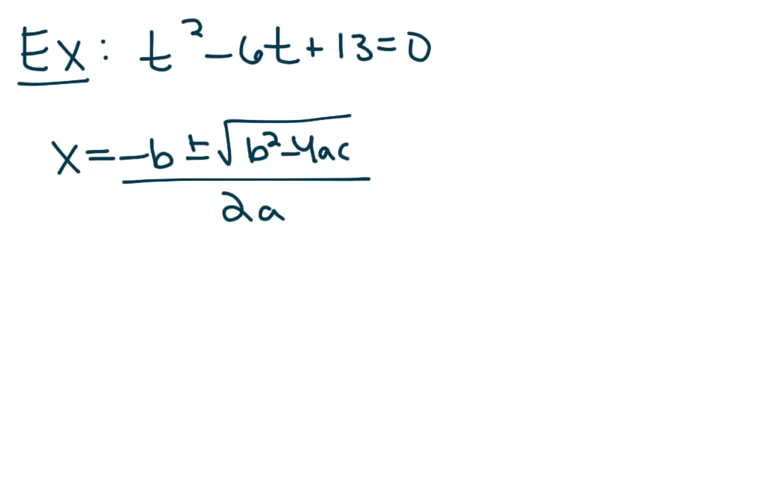 Ex: t² - 6t + 13 = 0
x = -b ± √b² - 4ac
2a